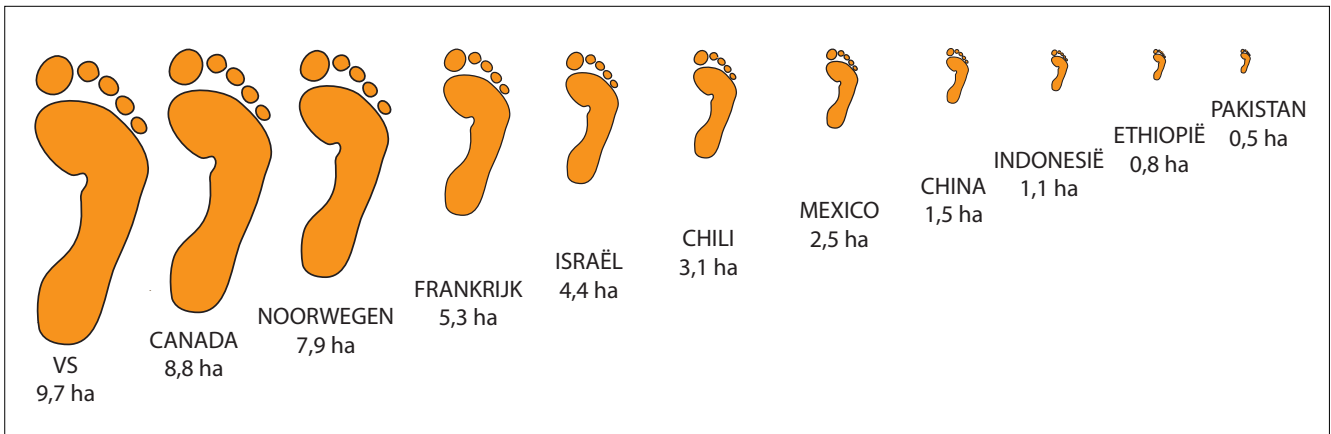 VS
9,7 ha
CANADA
8,8 ha
NOORWEGEN
7,9 ha
FRANKRIJK
5,3 ha
ISRAËL
4,4 ha
CHILI
3,1 ha
MEXICO
2,5 ha
CHINA
1,5 ha
INDONESIË
1,1 ha
ETHIOPIË
0,8 ha
PAKISTAN
0,5 ha